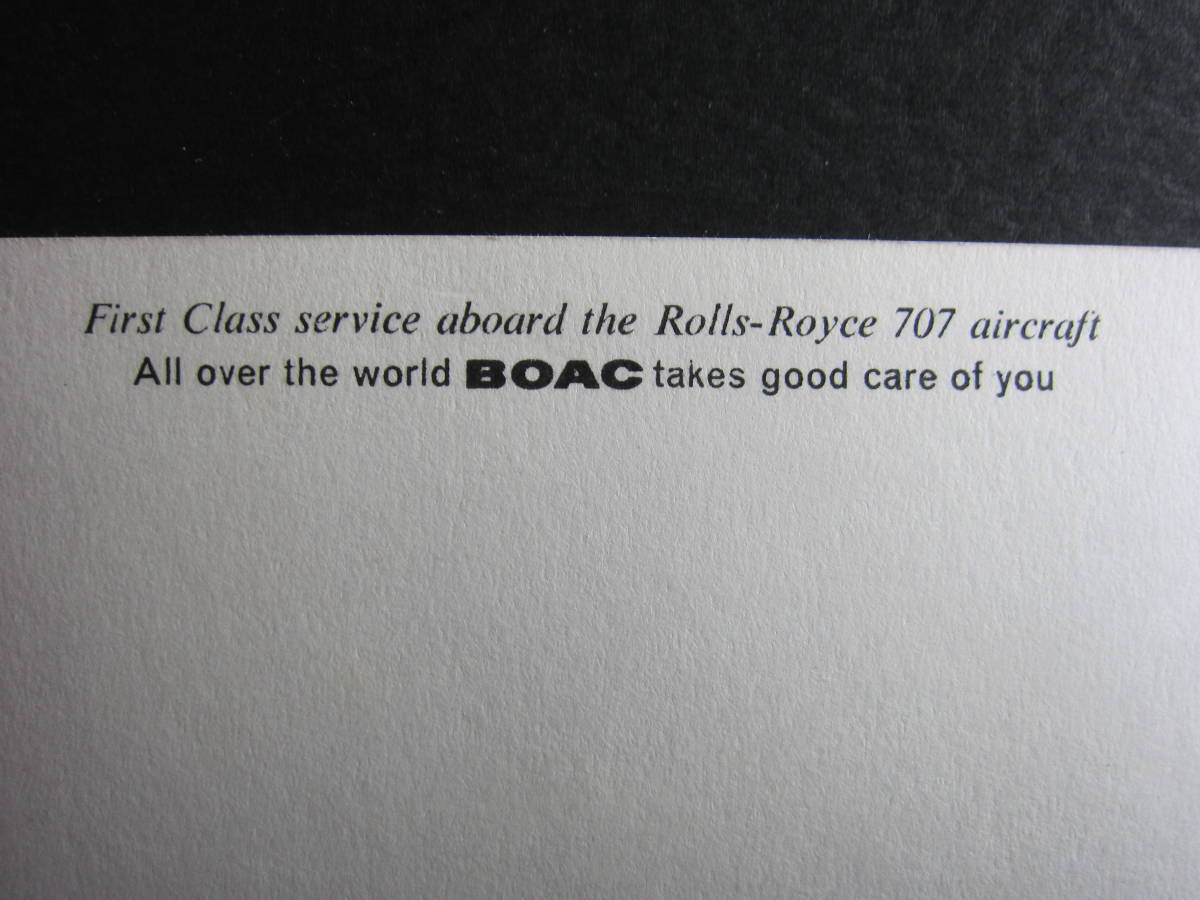 First Class service aboard the Rolls-Royce 707 aircraft
All over the world BOAC takes good care of you